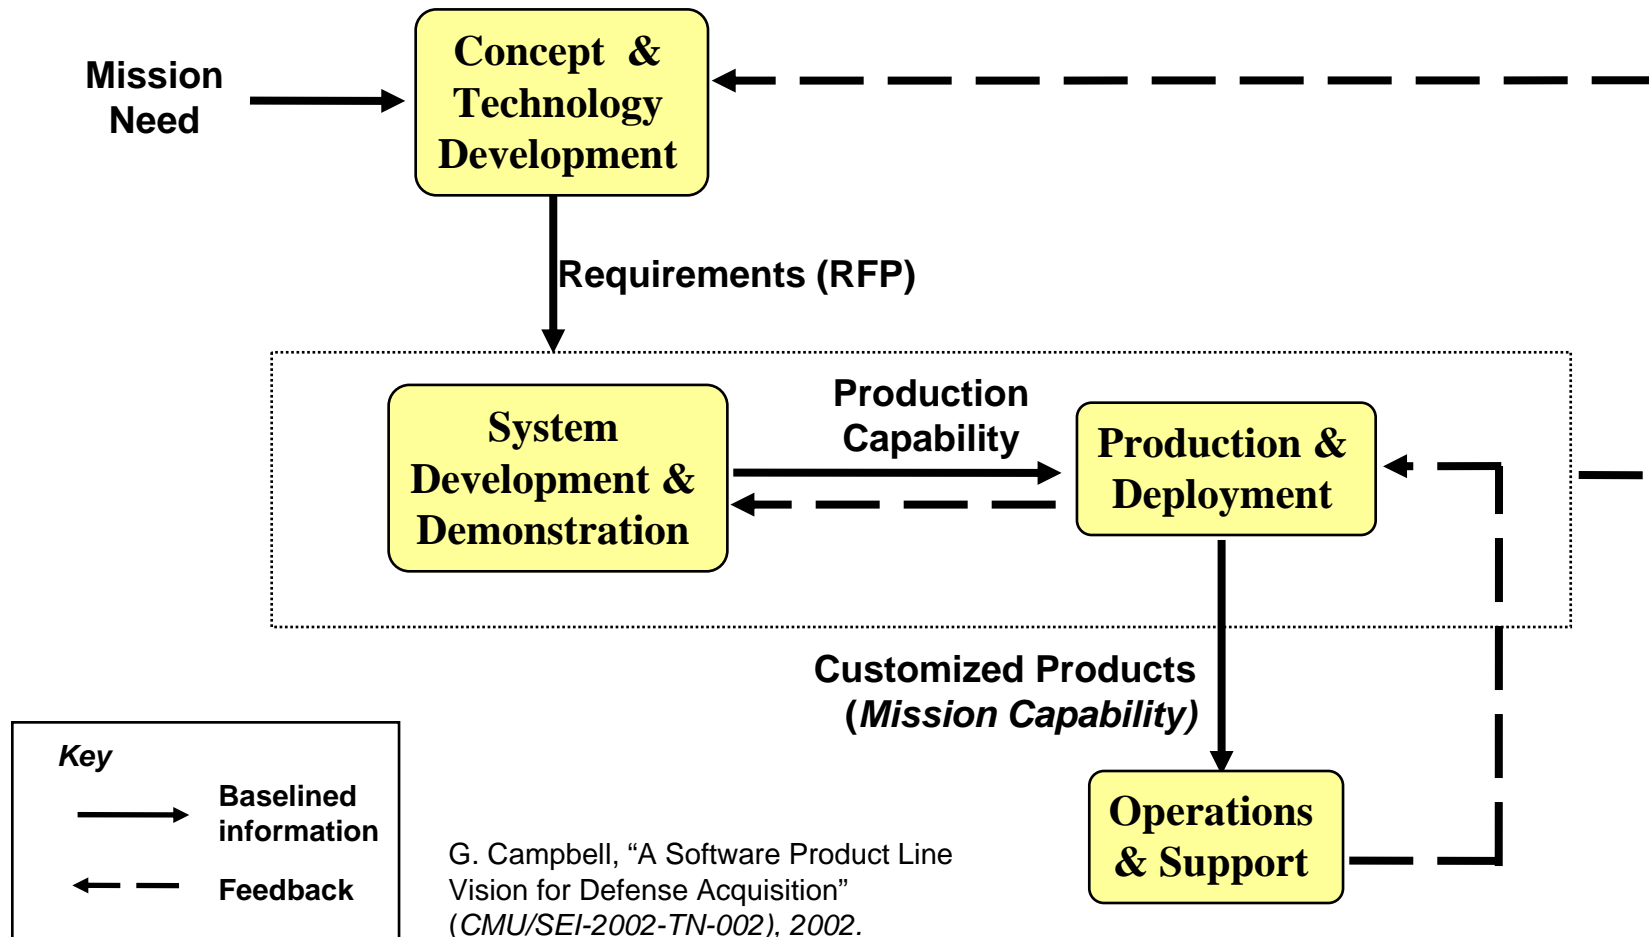 Mission
Need
Concept &
Technology
Development
Requirements (RFP)
System
Development &
Demonstration
Production
Capability
Production &
Deployment
Customized Products
(Mission Capability)
Operations
& Support
Key
Baselined
information
Feedback
G. Campbell, “A Software Product Line
Vision for Defense Acquisition”
(CMU/SEI-2002-TN-002), 2002.